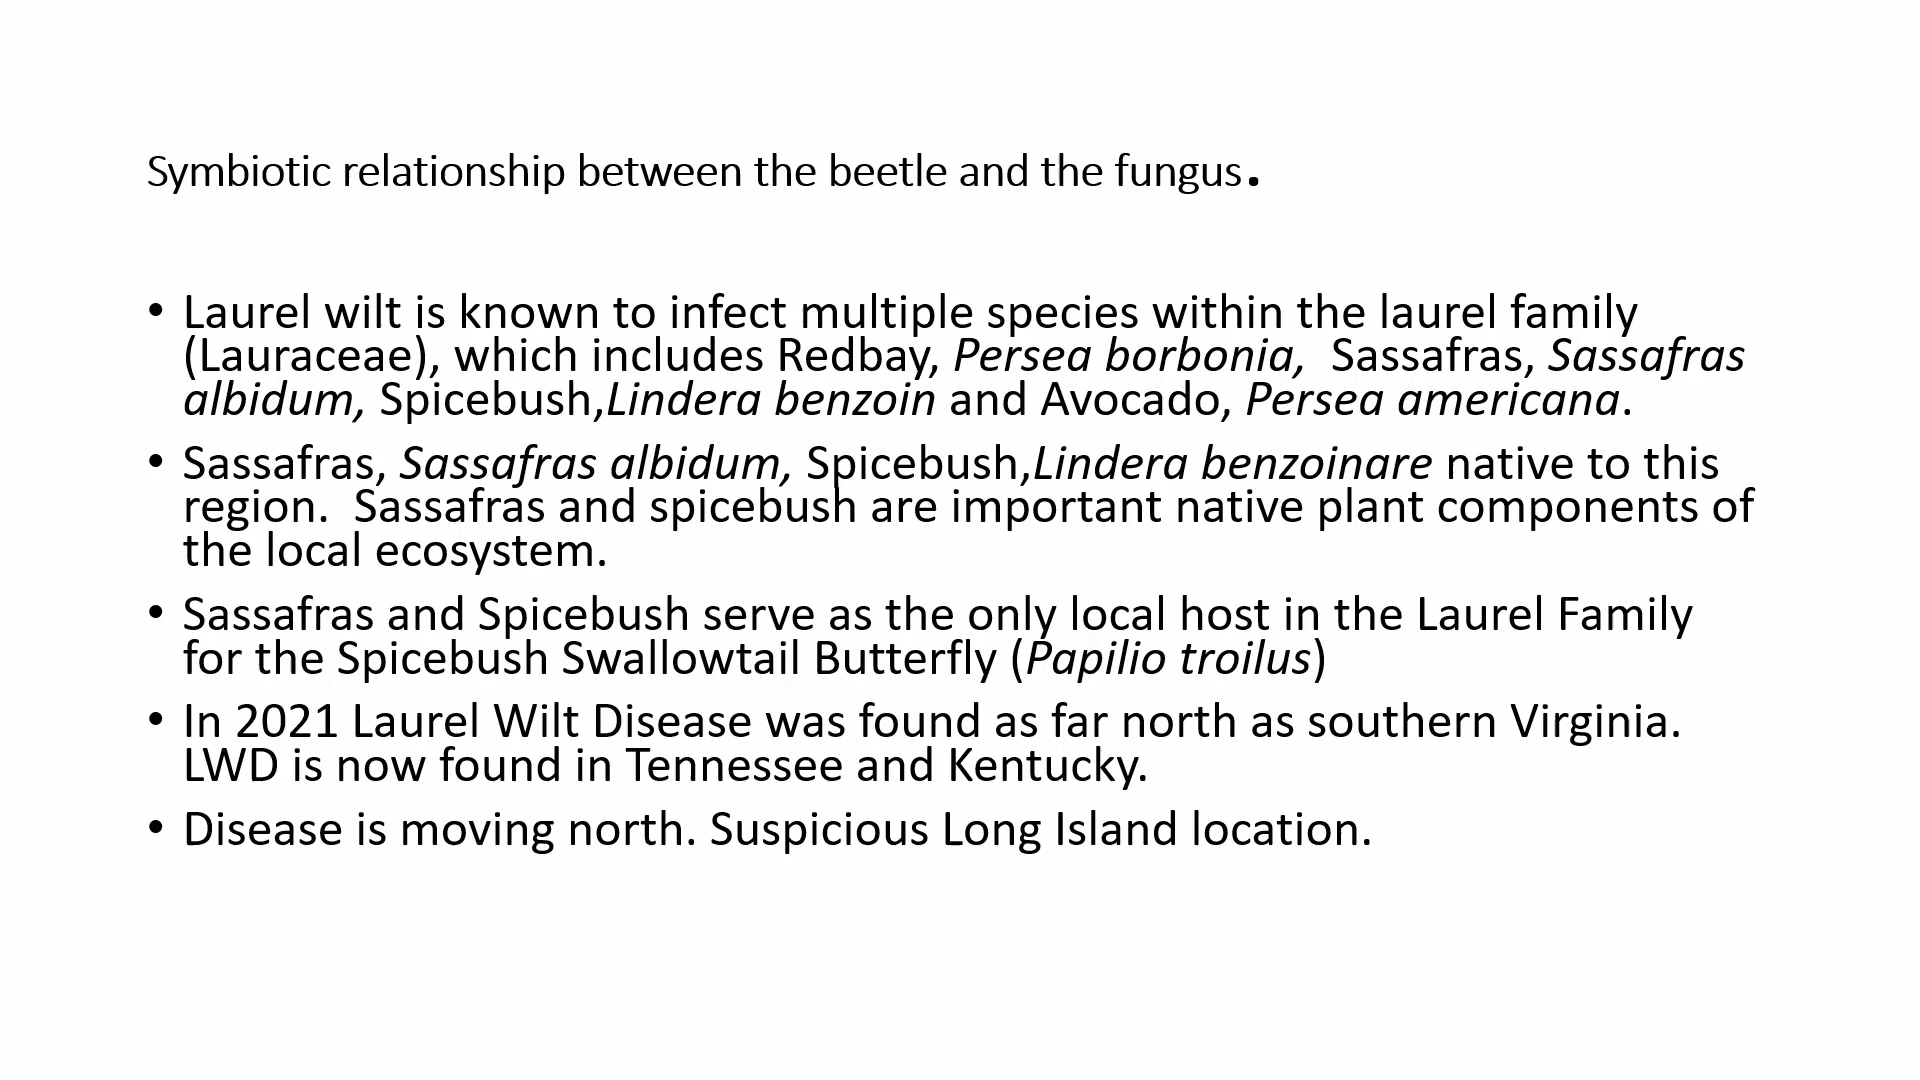 Symbiotic relationship between the beetle and the fungus.
• Laurel wilt is known to infect multiple species within the laurel family
(Lauraceae), which includes Redbay, Persea borbonia,  Sassafras, Sassafras
albidum, Spicebush,Lindera benzoin and Avocado, Persea americana.
• Sassafras, Sassafras albidum, Spicebush,Lindera benzoinare native to this
region.  Sassafras and spicebush are important native plant components of
the local ecosystem.
• Sassafras and Spicebush serve as the only local host in the Laurel Family
for the Spicebush Swallowtail Butterfly (Papilio troilus)
• In 2021 Laurel Wilt Disease was found as far north as southern Virginia.
LWD is now found in Tennessee and Kentucky.
• Disease is moving north. Suspicious Long Island location.